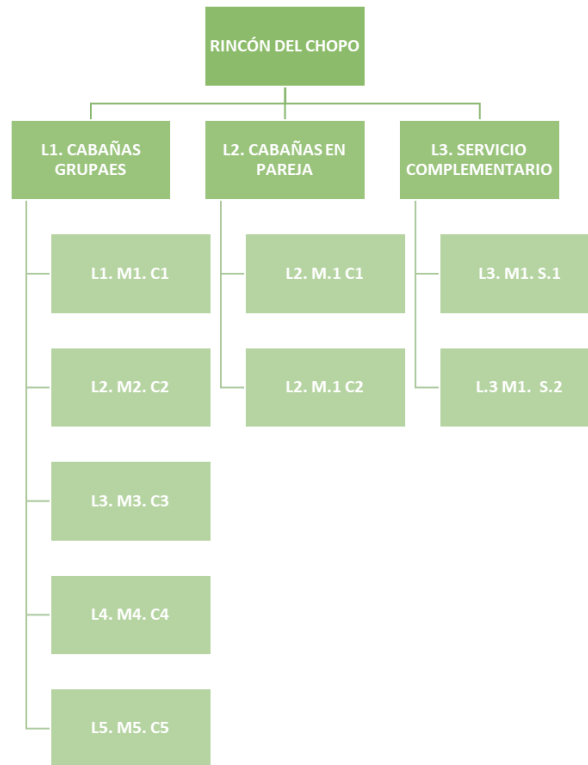 RINCÓN DEL CHOPO
L1. CABAÑAS
GRUPAES
L2. CABAÑAS EN
PAREJA
L3. SERVICIO
COMPLEMENTARIO
L1. M1. C1
L2. M.1 C1
L3. M1. S.1
L2. M2. C2
L2. M.1 C2
L.3 M1. S.2
L3. M3. C3
L4. M4. C4
L5. M5. C5